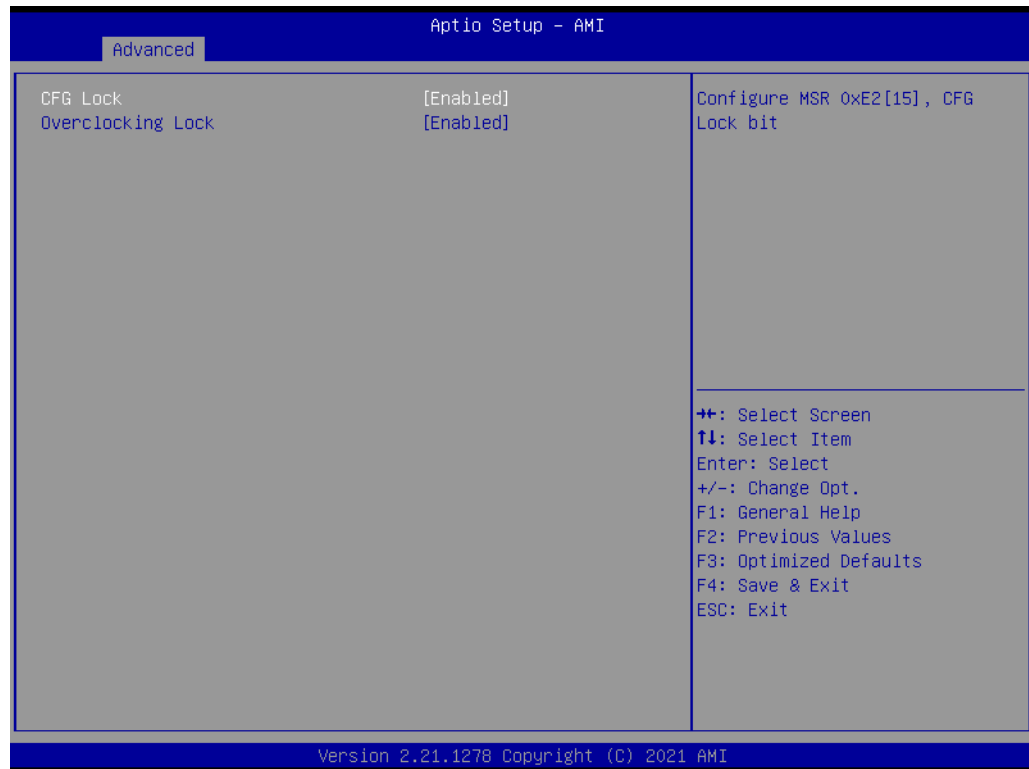 Aptio Setup – AMI
Advanced
CFG Lock [Enabled]
Overclocking Lock [Enabled]
Configure MSR 0xE2[15], CFG
Lock bit
→←: Select Screen
↑↓: Select Item
Enter: Select
+/-: Change Opt.
F1: General Help
F2: Previous Values
F3: Optimized Defaults
F4: Save & Exit
ESC: Exit
Version 2.21.1278 Copyright (C) 2021 AMI